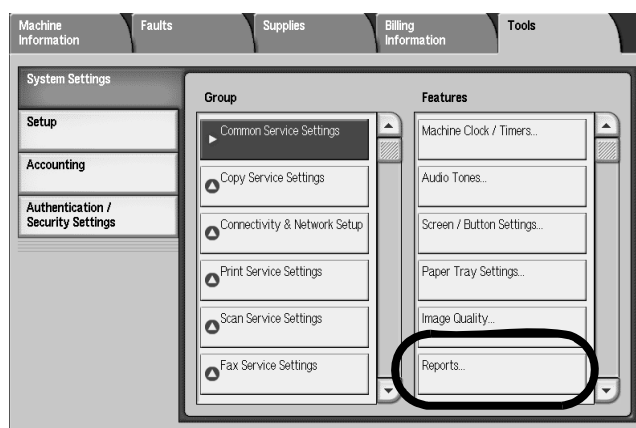 Machine
Information
Faults
Supplies
Billing
Information
Tools
System Settings
Setup
Accounting
Authentication /
Security Settings
Group
Common Service Settings
Copy Service Settings
Connectivity & Network Setup
Print Service Settings
Scan Service Settings
Fax Service Settings
Features
Machine Clock / Timers...
Audio Tones...
Screen / Button Settings...
Paper Tray Settings...
Image Quality...
Reports...